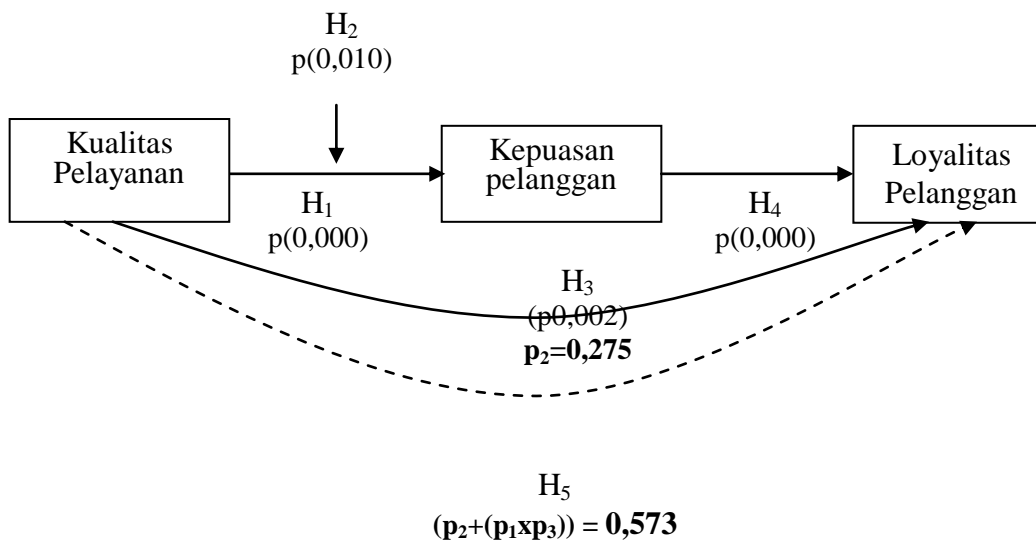 H₂
p(0,010)
Kualitas
Pelayanan
Kepuasan
pelanggan
Loyalitas
Pelanggan
H₁
p(0,000)
H₄
p(0,000)
H₃
(p0,002)
p₂=0,275
H₅
(p₂+(p₁xp₃)) = 0,573